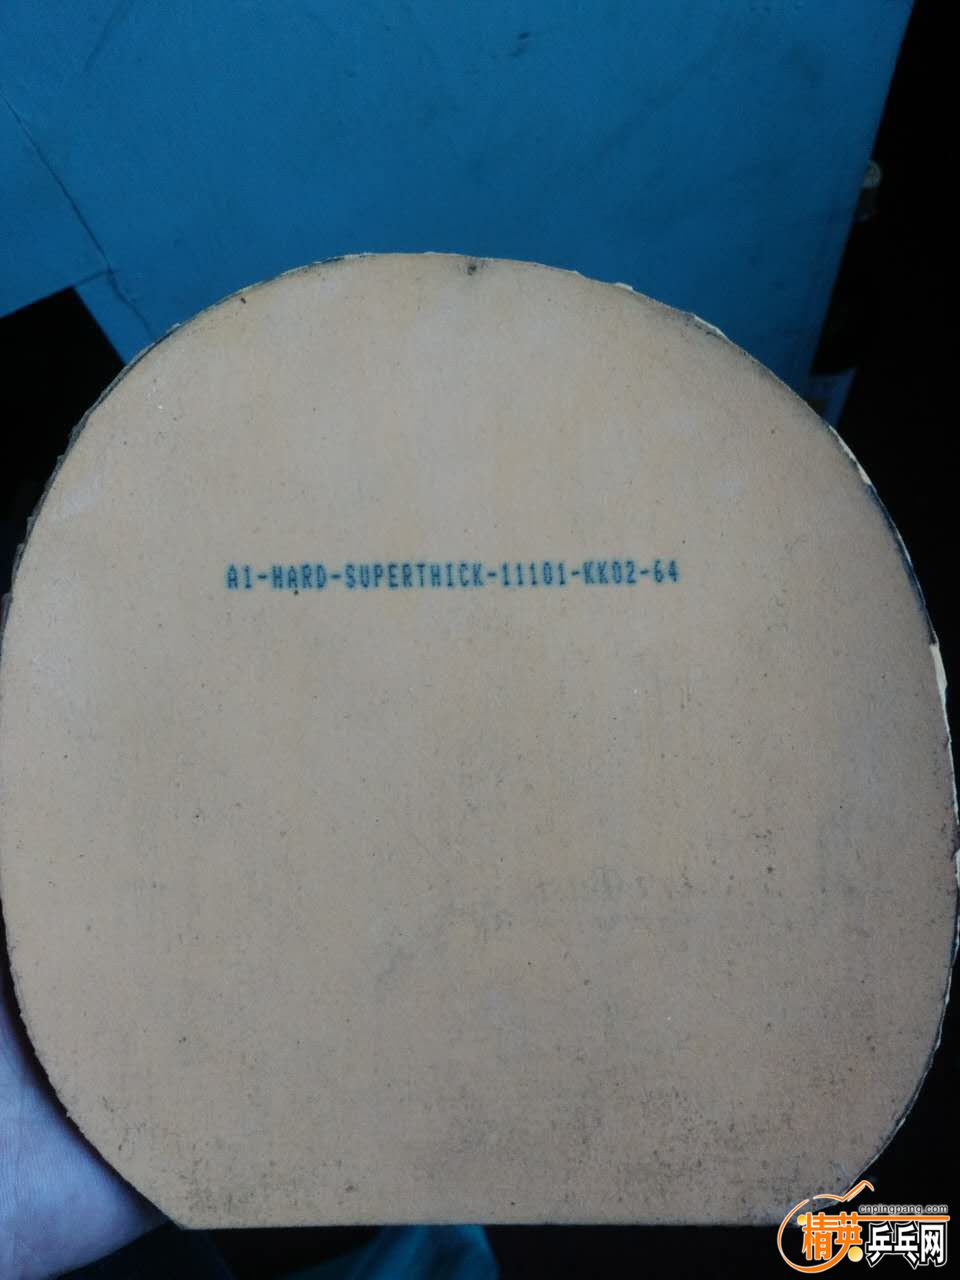 A1-HARD-SUPERTHICK-11101-KK02-64
cnpingpang.com
精英乒乓网